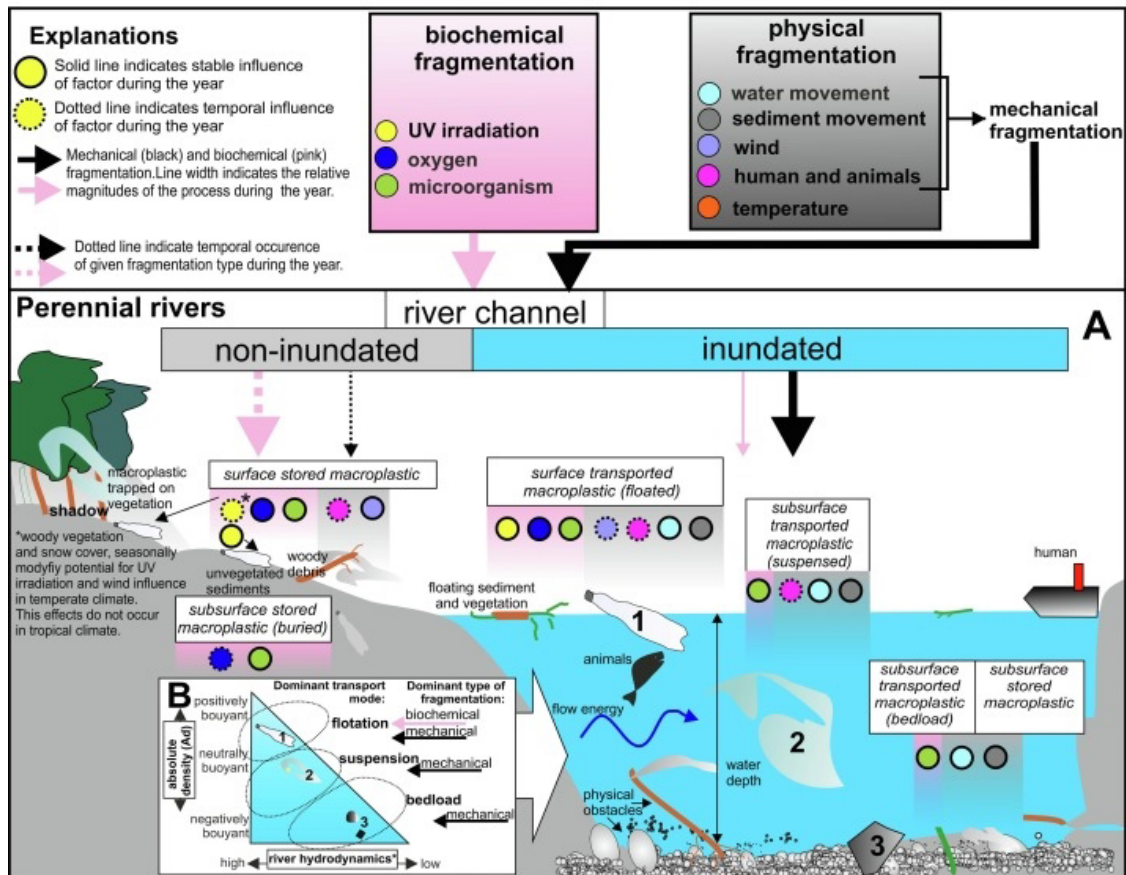 Explanations
Solid line indicates stable influence
of factor during the year
Dotted line indicates temporal influence
of factor during the year
Mechanical (black) and biochemical (pink)
fragmentation.Line width indicates the relative
magnitudes of the process during the year.
Dotted line indicate temporal occurence
of given fragmentation type during the year.
biochemical
fragmentation
UV irradiation
oxygen
microorganism
physical
fragmentation
water movement
sediment movement
wind
human and animals
temperature
mechanical
fragmentation
Perennial rivers
river channel
A
non-inundated
inundated
macroplastic
trapped on
vegetation
shadow
*woody vegetation
and snow cover, seasonally
modyfiy potential for UV
irradiation and wind influence
in temperate climate.
This effects do not occur
in tropical climate.
surface stored macroplastic
*
unvegetated
sediments
woody
debris
subsurface stored
macroplastic (buried)
surface transported
macroplastic (floated)
subsurface
transported
macroplastic
(suspensed)
human
floating sediment
and vegetation
1
animals
flow energy
2
water
depth
physical
obstacles
3
subsurface
transported
macroplastic
(bedload)
subsurface
stored
macroplastic
B
Dominant transport
mode:
Dominant type of
fragmentation:
positively
bouyant
neutrally
buoyant
negatively
bouyant
absolute
density (Ad)
1
2
3
flotation
biochemical
mechanical
suspension
mechanical
bedload
mechanical
high
river hydrodynamics*
low